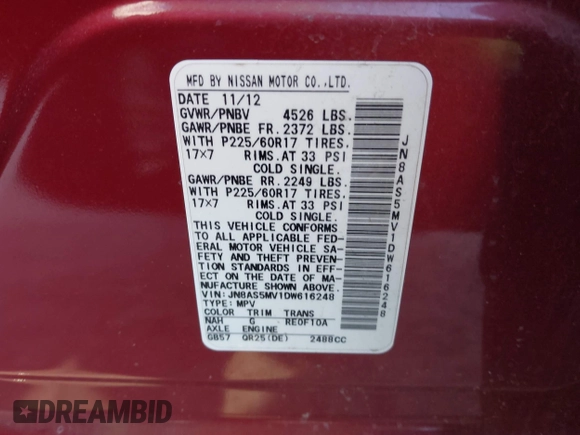 MFD BY NISSAN MOTOR CO.,LTD.
DATE 11/12
GVWR/PNBV 4526 LBS.
GAWR/PNBE FR. 2372 LBS.
WITH P225/60R17 TIRES.
17×7 RIMS. AT 33 PSI
COLD SINGLE.
GAWR/PNBE RR. 2249 LBS.
WITH P225/60R17 TIRES.
17×7 RIMS. AT 33 PSI
COLD SINGLE.
THIS VEHICLE CONFORMS
TO ALL APPLICABLE FED-
ERAL MOTOR VEHICLE SA-
FETY AND THEFT PREVEN-
TION STANDARDS IN EFF-
ECT ON THE DATE OF MA-
NUFACTURE SHOWN ABOVE.
VIN: JN8AS5MV1DW616248
TYPE: MPV
COLOR TRIM TRANS
NAH G RE0F10A
AXLE ENGINE
GB57 QR25(DE) 2488CC
JN8AS5MV1DW616248
DREAMBID